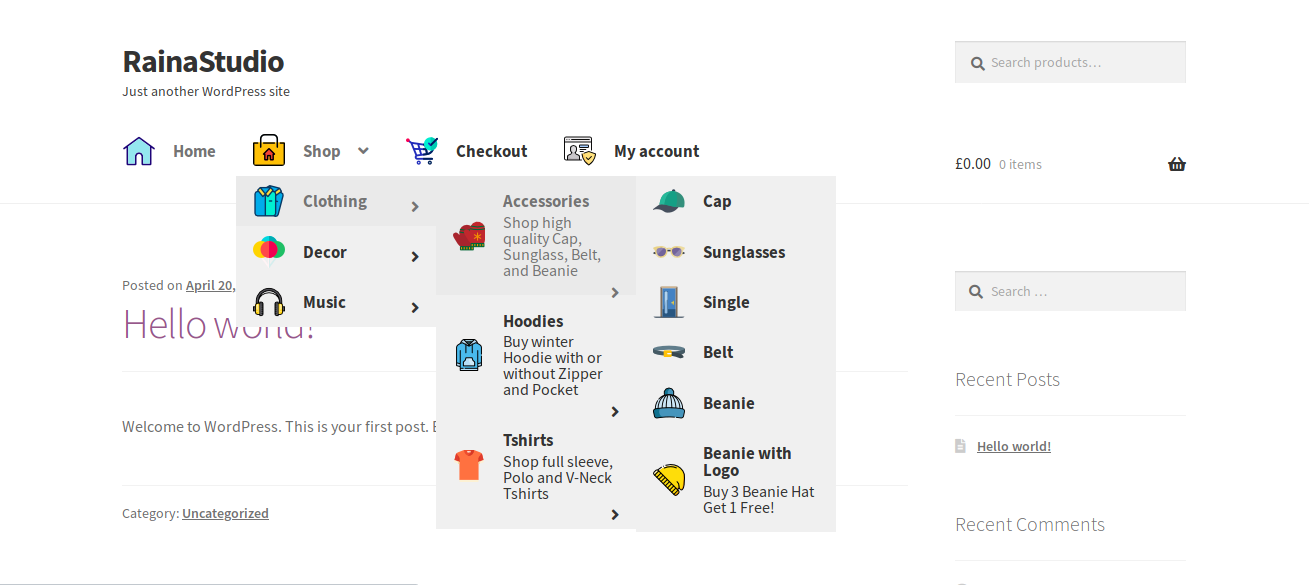 RainaStudio
Just another WordPress site
Search products…
Home
Shop
Checkout
My account
£0.00 0 items
Clothing
Decor
Music
Accessories
Shop high
quality Cap,
Sunglass, Belt,
and Beanie
Hoodies
Buy winter
Hoodie with or
without Zipper
and Pocket
Tshirts
Shop full sleeve,
Polo and V-Neck
Tshirts
Cap
Sunglasses
Single
Belt
Beanie
Beanie with
Logo
Buy 3 Beanie Hat
Get 1 Free!
Posted on April 20,
Hello world!
Welcome to WordPress. This is your first post.
Category: Uncategorized
Search …
Recent Posts
Hello world!
Recent Comments